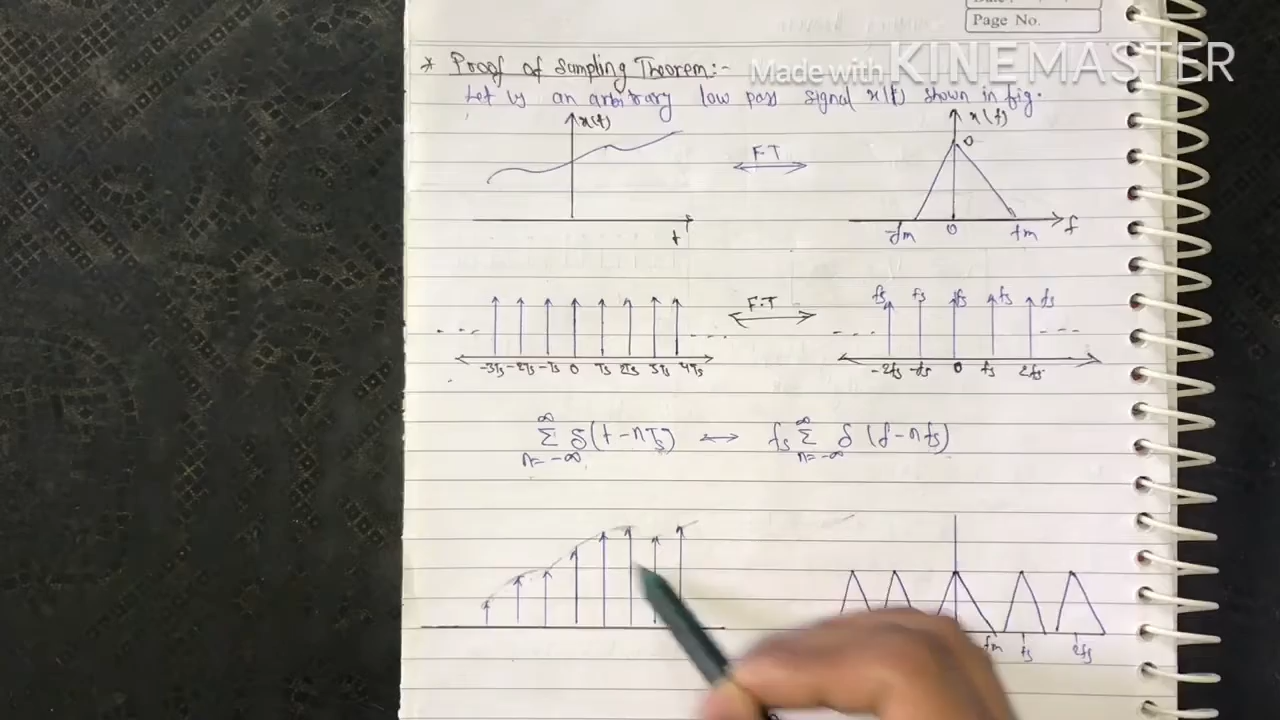 Page No.
Made with KINEMASTER
* Proof of Sampling Theorem:-
Let us an arbitrary low pass signal x(t) shown in fig.
x(t)
x(f)
F.T
t
-fm 0 fm f
fs fs fs fs fs
F.T
-3Ts -2Ts -Ts 0 Ts 2Ts 3Ts 4Ts
-2fs -fs 0 fs 2fs
∞ ∞
Σ δ(t-nTs) ↔ fs Σ δ(f-nfs)
n=-∞ n=-∞
fm fs 2fs